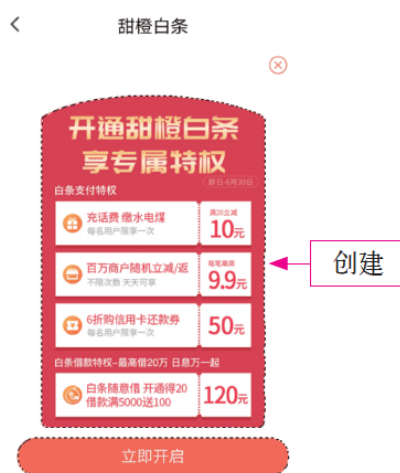 甜橙白条
开通甜橙白条
享专属特权
即日-6月30日
白条支付特权
充话费 缴水电煤
每名用户限享一次
满20立减
10元
百万商户随机立减/返
不限次数 天天可享
每笔最高
9.9元
6折购信用卡还款券
每名用户限享一次
50元
白条借款特权-最高借20万 日息万一起
白条随意借 开通得20
借款满5000送100
120元
立即开启
创建